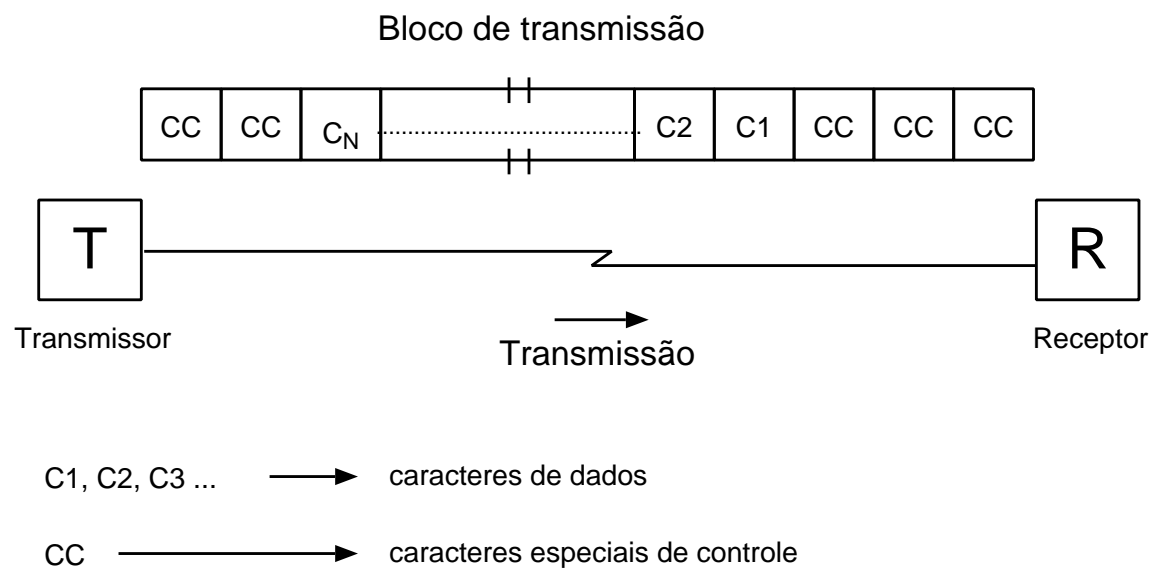 Bloco de transmissão
CC CC CN ........ C2 C1 CC CC CC
T R
Transmissor Receptor
Transmissão
C1, C2, C3 ... caracteres de dados
CC caracteres especiais de controle